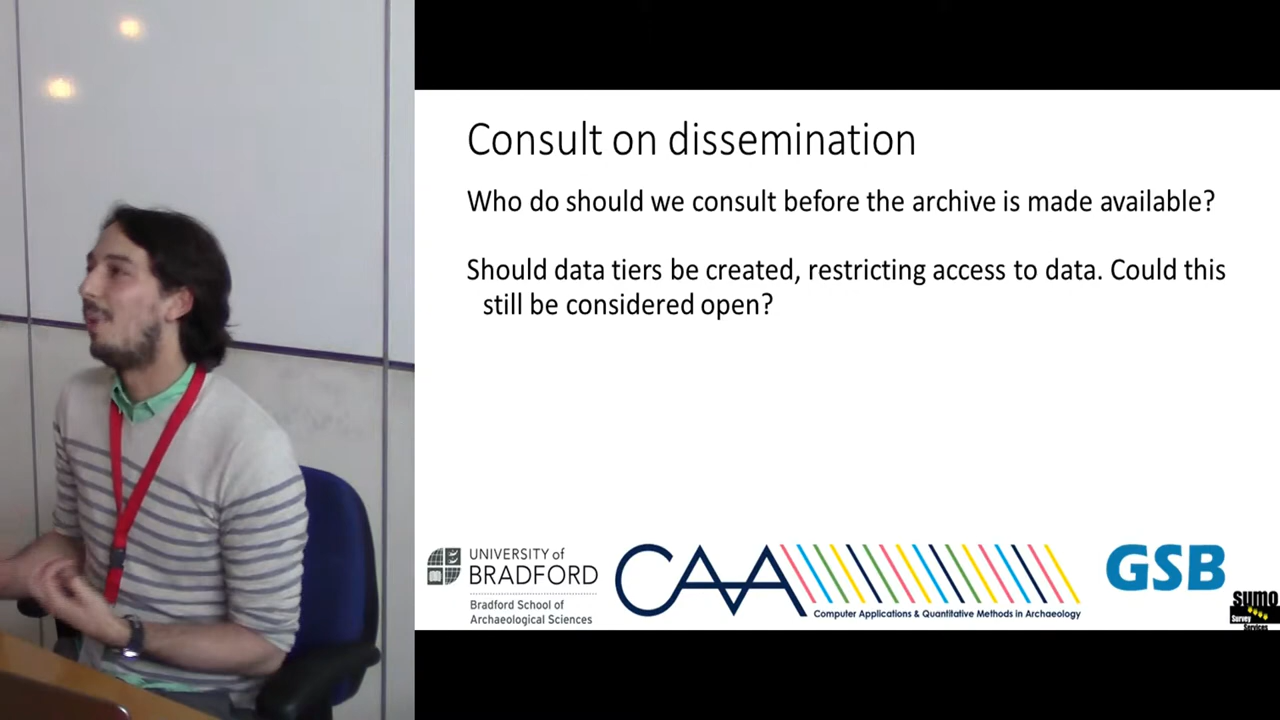 Consult on dissemination
Who do should we consult before the archive is made available?
Should data tiers be created, restricting access to data. Could this
still be considered open?
UNIVERSITY of
BRADFORD
Bradford School of
Archaeological Sciences
CAA
Computer Applications & Quantitative Methods in Archaeology
GSB
sumo
Survey
Services